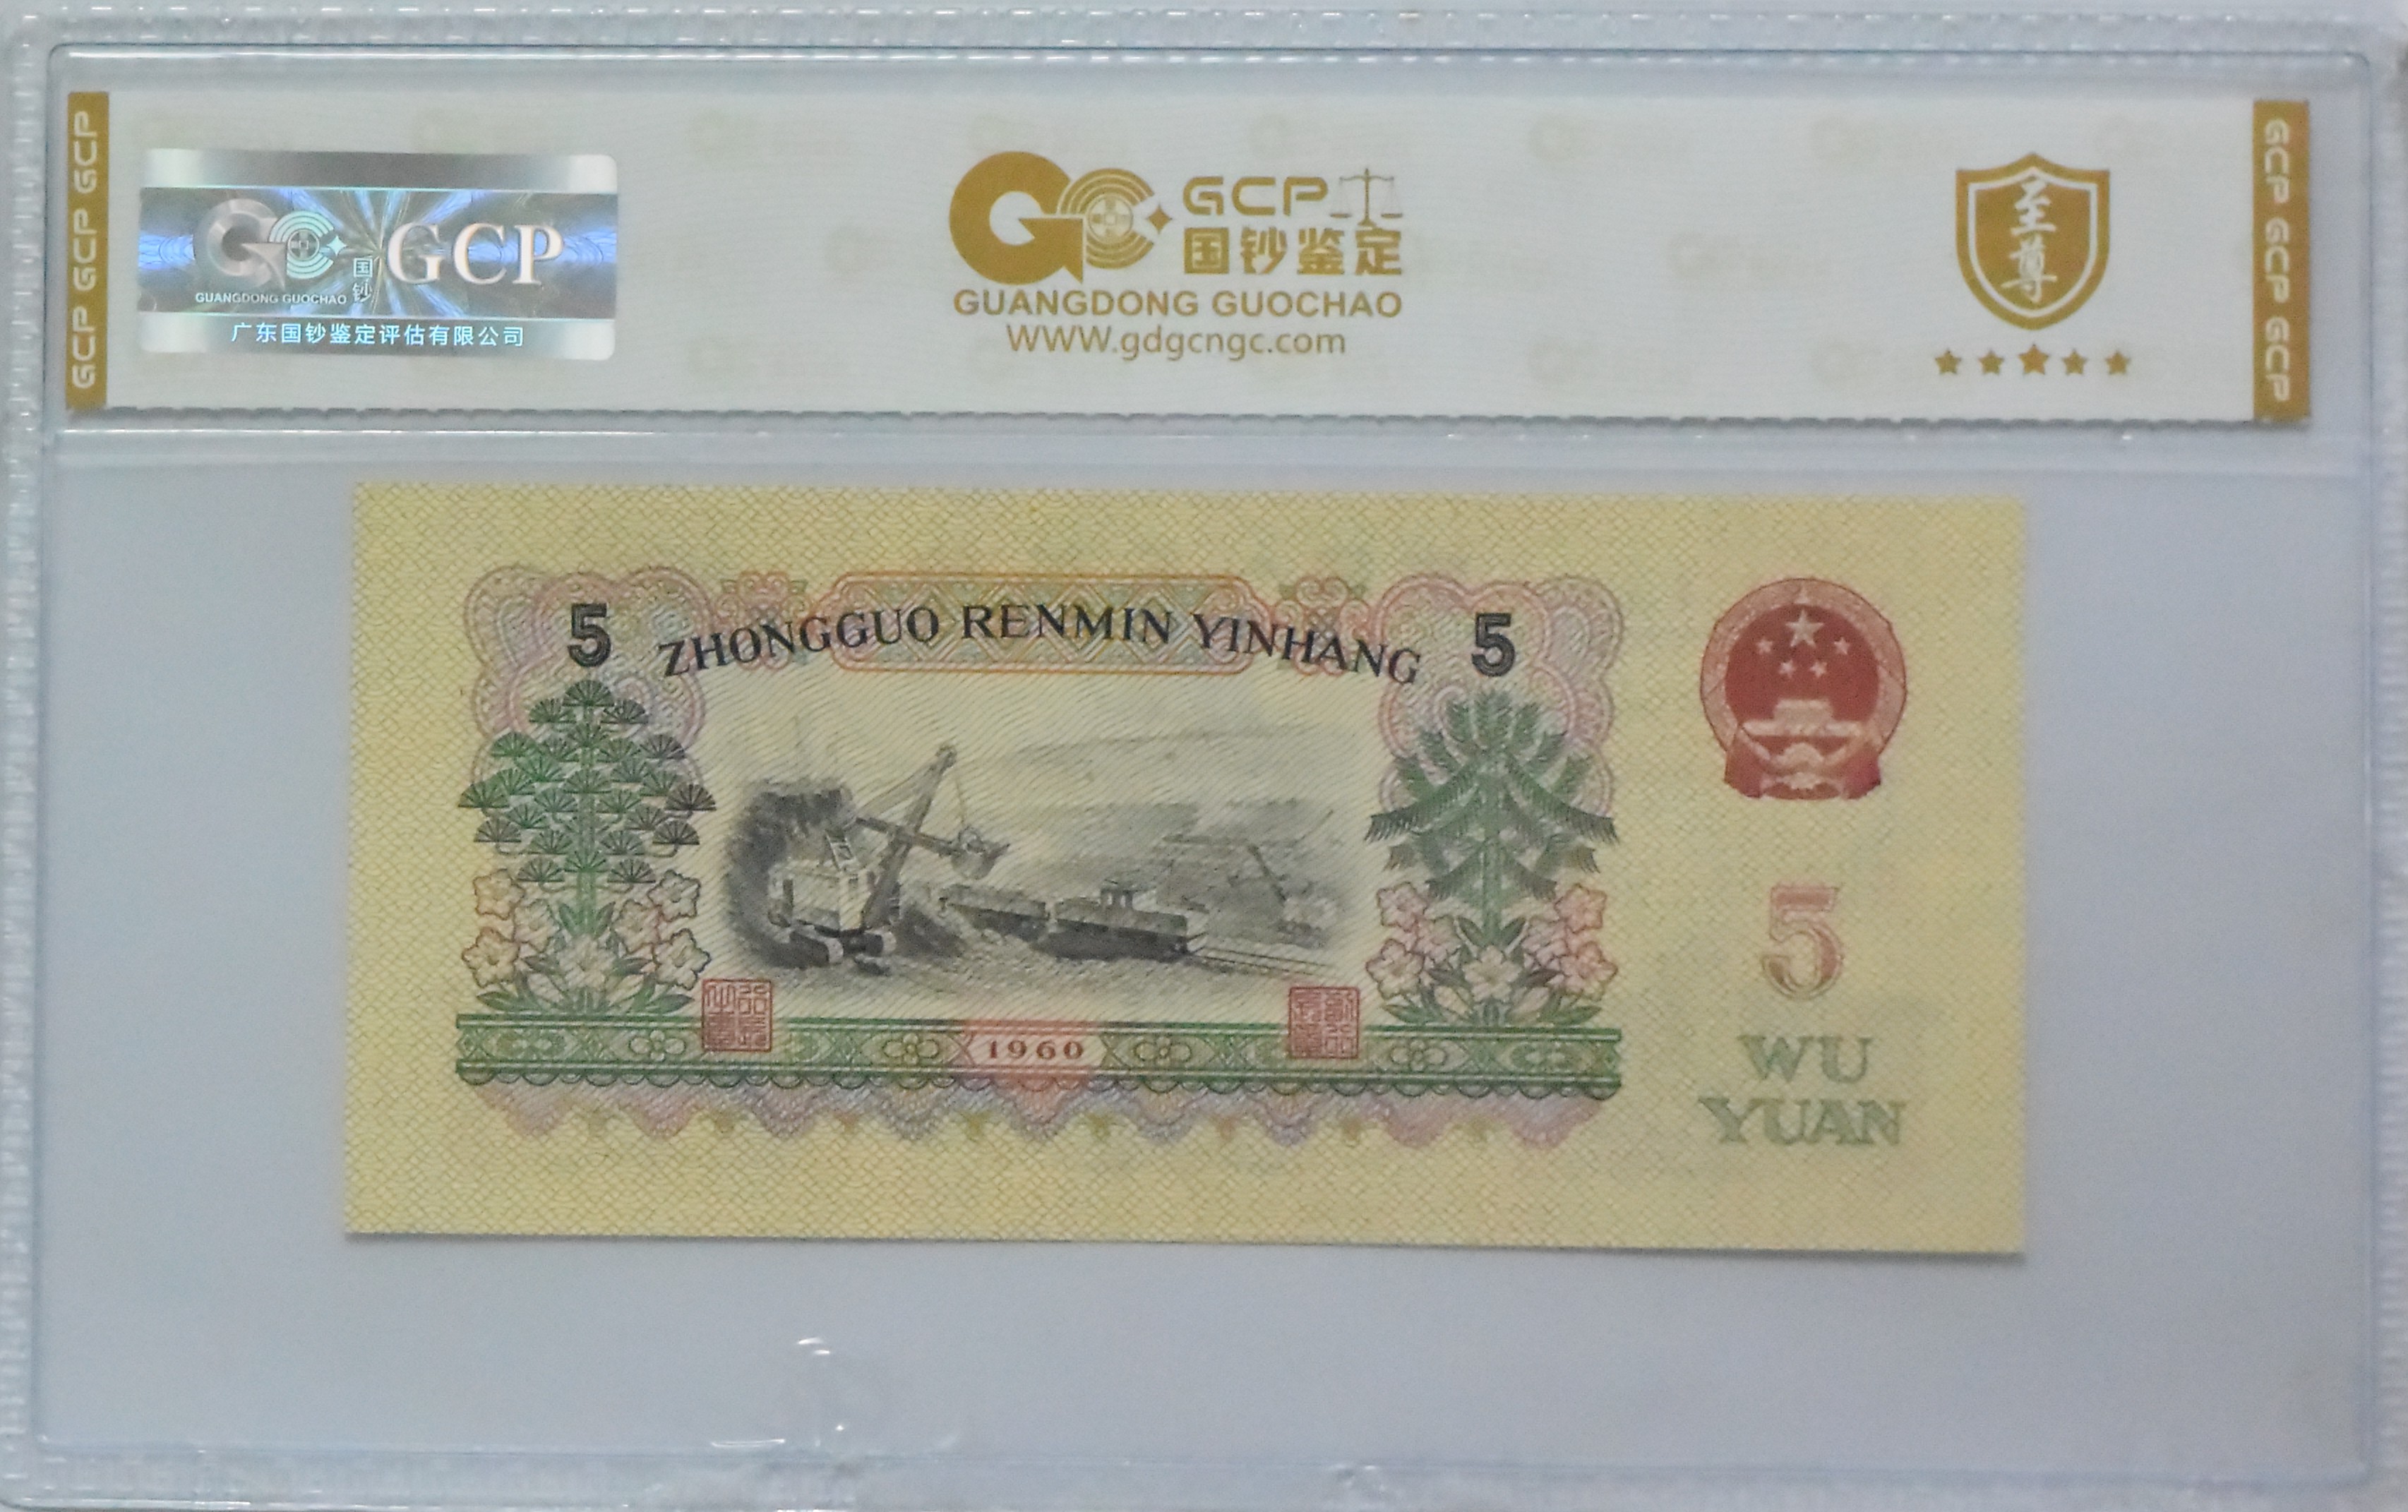 GCP GCP GCP
GCP
国钞
GUANGDONG GUOCHAO
广东国钞鉴定评估有限公司
GCP
国钞鉴定
GUANGDONG GUOCHAO
WWW.gdgcngc.com
至尊
GCP GCP GCP
5 ZHONGGUO RENMIN YINHANG 5
1960
5
WU
YUAN